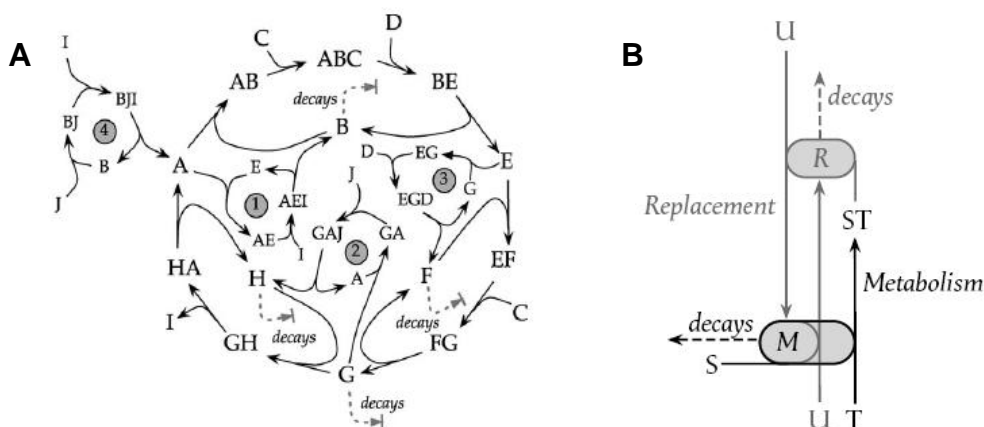 A
I
BJI
BJ
4
B
J
A
AB
C
ABC
D
BE
decays
B
E
D
EG
3
G
EGD
E
1
AEI
AE
I
J
GAJ
GA
2
A
HA
H
decays
I
GH
G
decays
F
decays
EF
C
FG
B
U
decays
R
Replacement
ST
Metabolism
decays
M
S
U
T